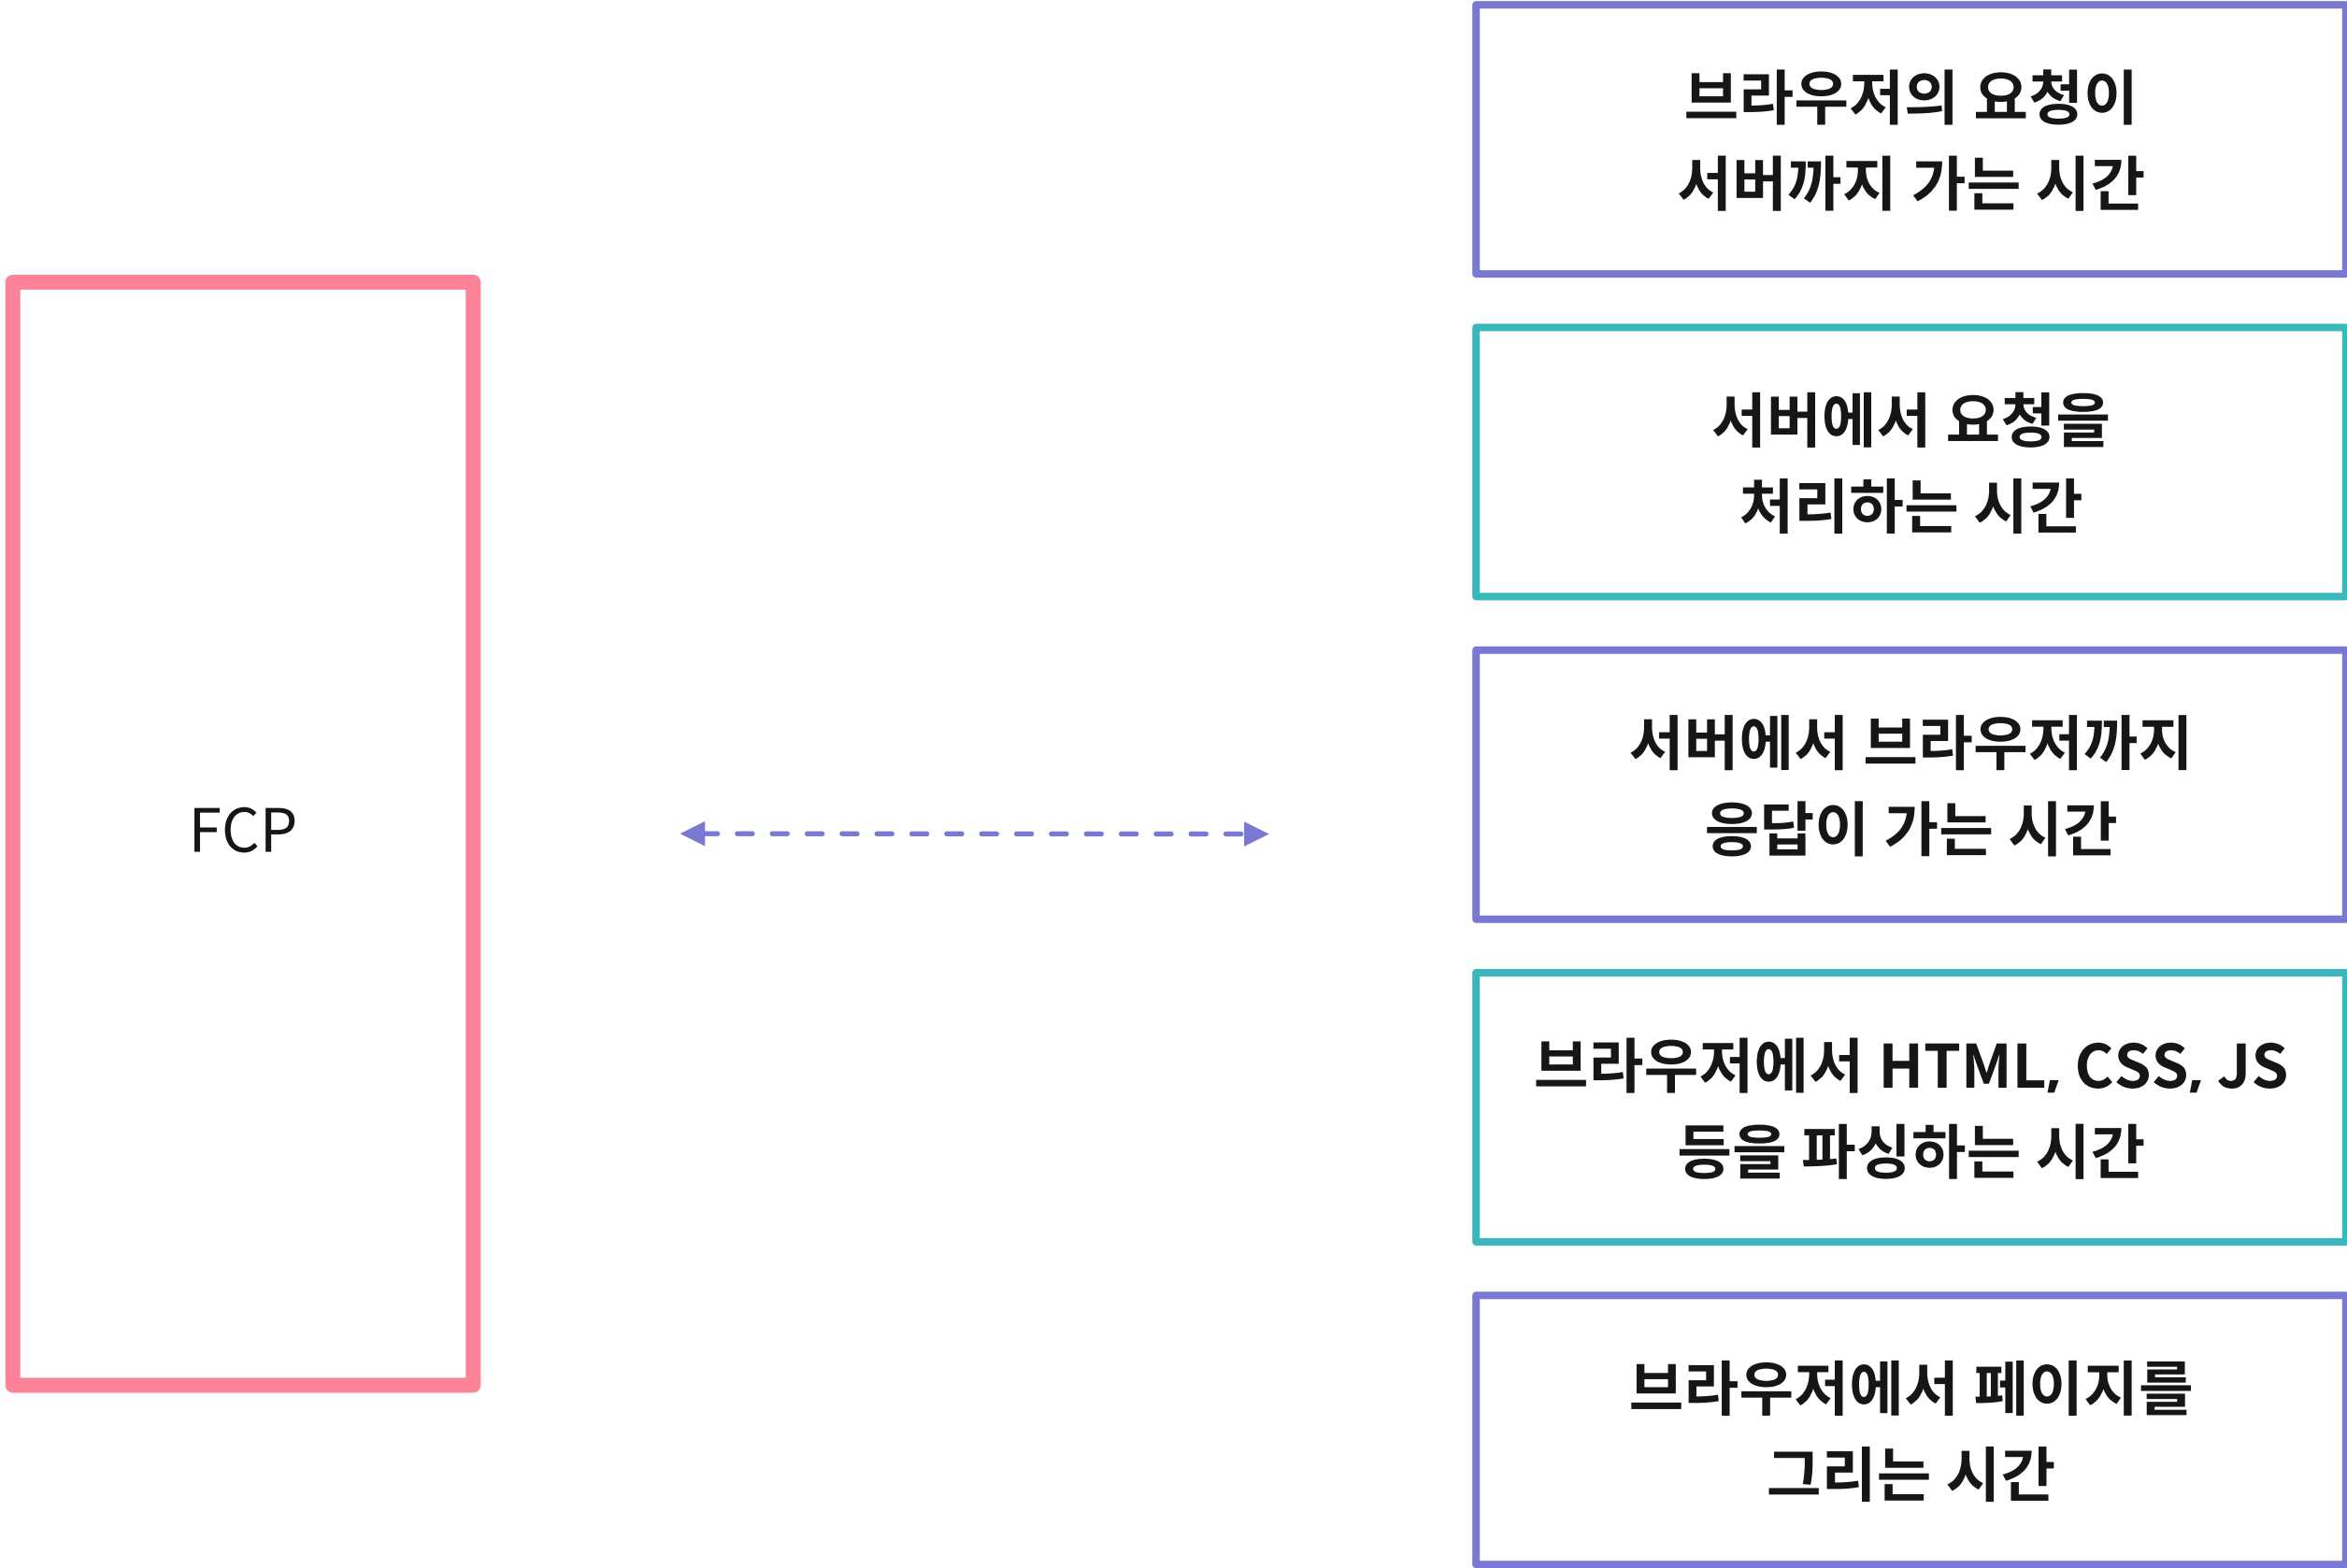 FCP
브라우저의 요청이
서버까지 가는 시간
서버에서 요청을
처리하는 시간
서버에서 브라우저까지
응답이 가는 시간
브라우저에서 HTML, CSS, JS
등을 파싱하는 시간
브라우저에서 페이지를
그리는 시간